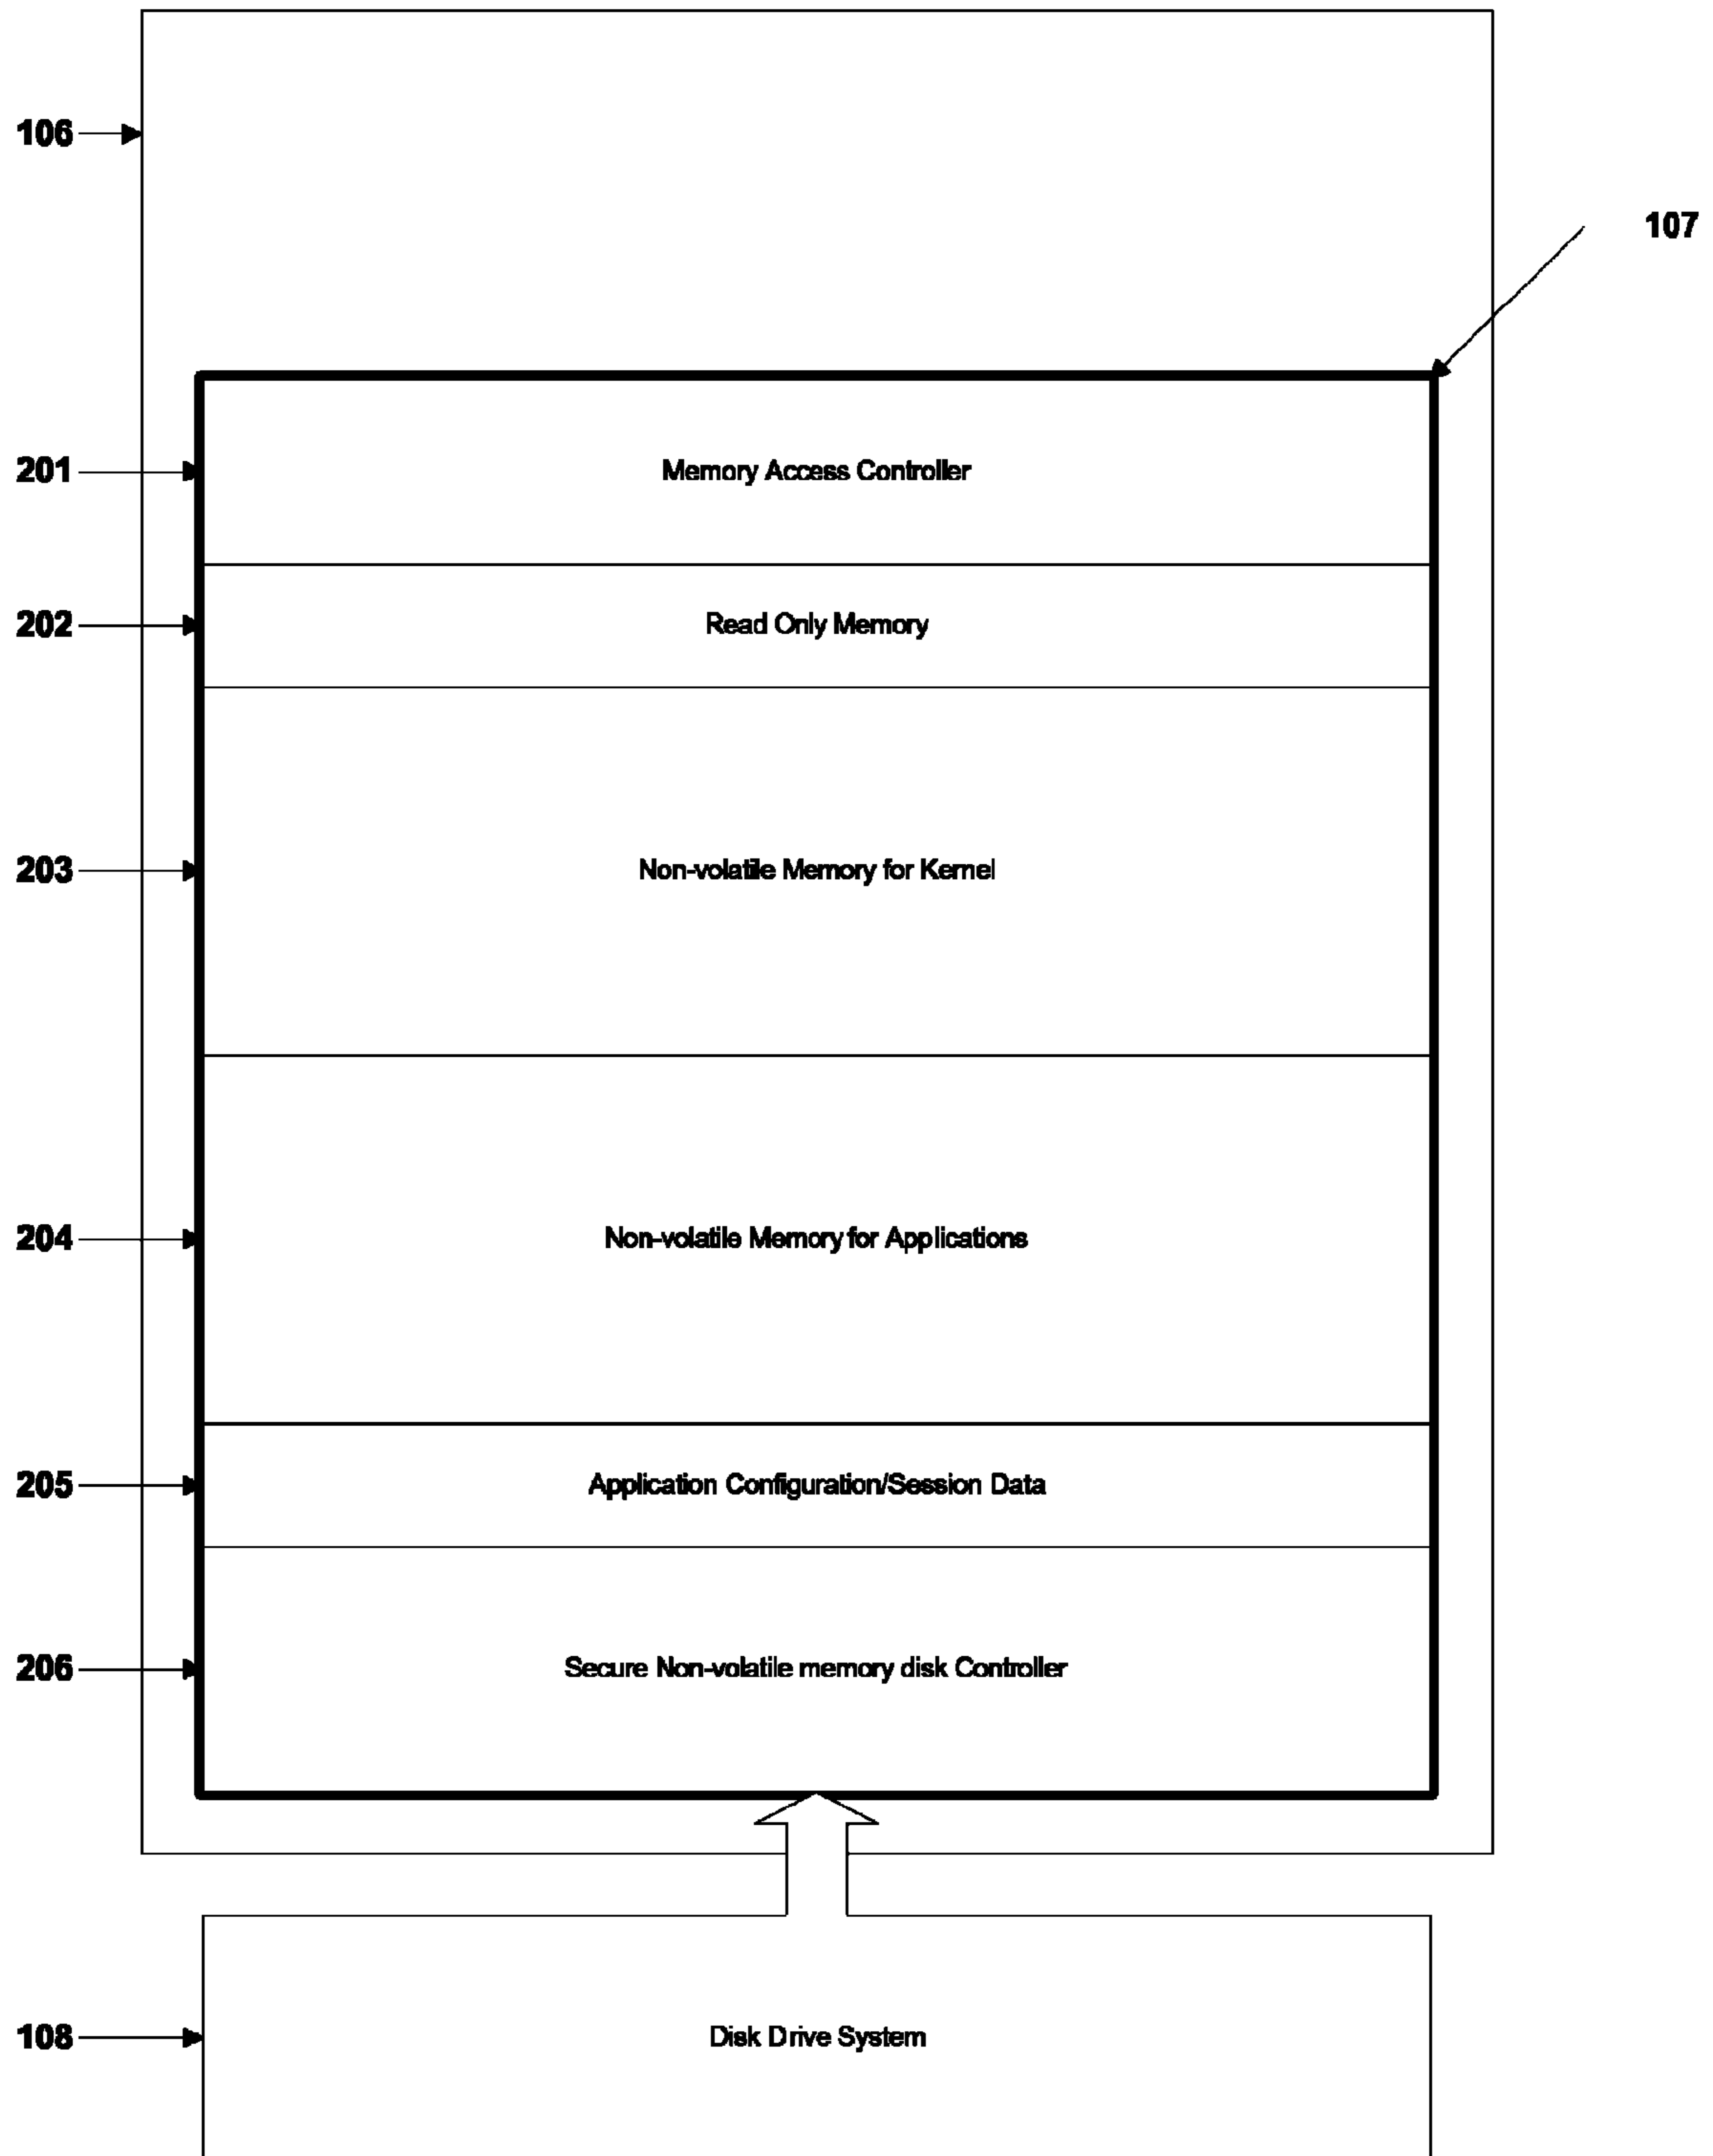 106
107
201
Memory Access Controller
202
Read Only Memory
203
Non-volatile Memory for Kernel
204
Non-volatile Memory for Applications
205
Application Configuration/Session Data
206
Secure Non-volatile memory disk Controller
108
Disk Drive System